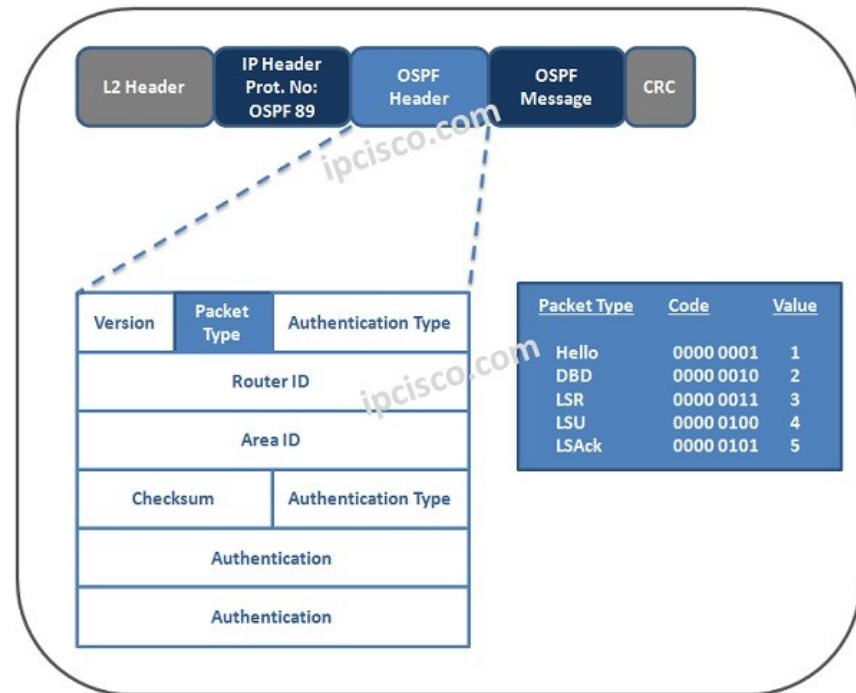 L2 Header
IP Header
Prot. No:
OSPF 89
OSPF
Header
OSPF
Message
CRC
ipcisco.com
Version
Packet
Type
Authentication Type
Router ID
Area ID
Checksum
Authentication Type
Authentication
Authentication
ipcisco.com
Packet Type Code Value
Hello 0000 0001 1
DBD 0000 0010 2
LSR 0000 0011 3
LSU 0000 0100 4
LSAck 0000 0101 5